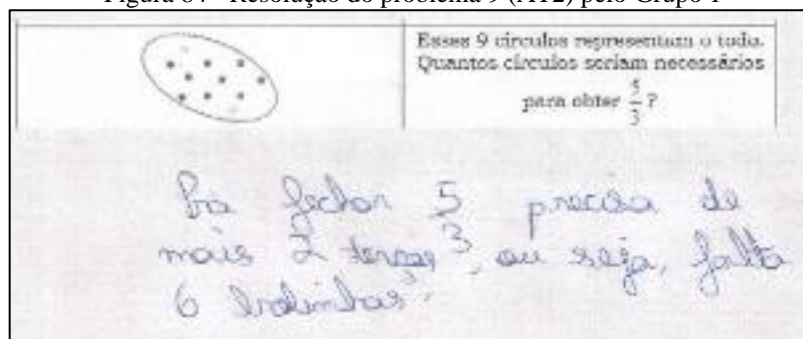 Figura 84 - Resolução do problema 9 (AT2) pelo Grupo 1
Esses 9 círculos representam o todo.
Quantos círculos seriam necessários
para obter 5/3 ?
Pra fechar 5/3 precisa de
mais 2 terços, ou seja, falta
6 bolinhas.